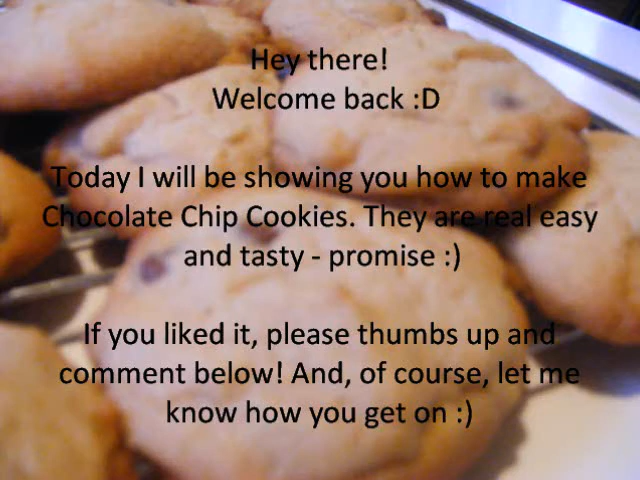 Hey there!
Welcome back :D
Today I will be showing you how to make
Chocolate Chip Cookies. They are real easy
and tasty - promise :)
If you liked it, please thumbs up and
comment below! And, of course, let me
know how you get on :)